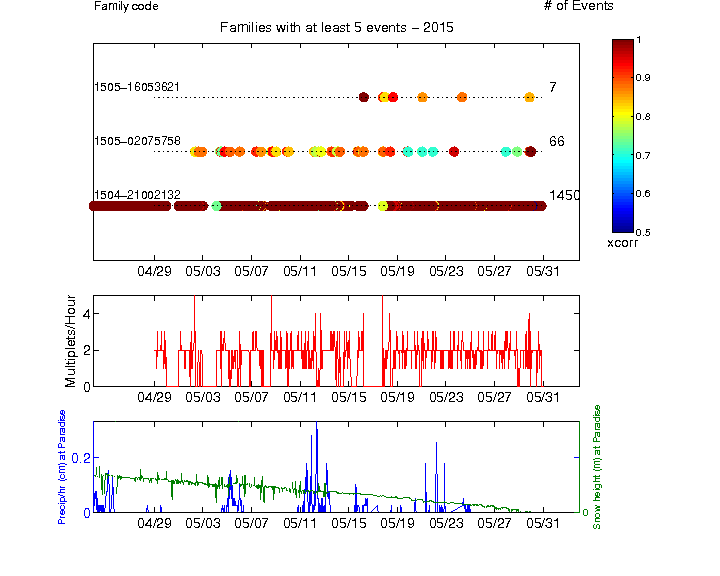 Family code
# of Events
Families with at least 5 events – 2015
1505–16053621
7
1505–02075758
66
1504–21002132
1450
04/29 05/03 05/07 05/11 05/15 05/19 05/23 05/27 05/31
1
0.9
0.8
0.7
0.6
0.5
xcorr
Multiplets/Hour
4
2
0
04/29 05/03 05/07 05/11 05/15 05/19 05/23 05/27 05/31
Precip/hr (cm) at Paradise
0.2
0
0
Snow height (m) at Paradise
04/29 05/03 05/07 05/11 05/15 05/19 05/23 05/27 05/31